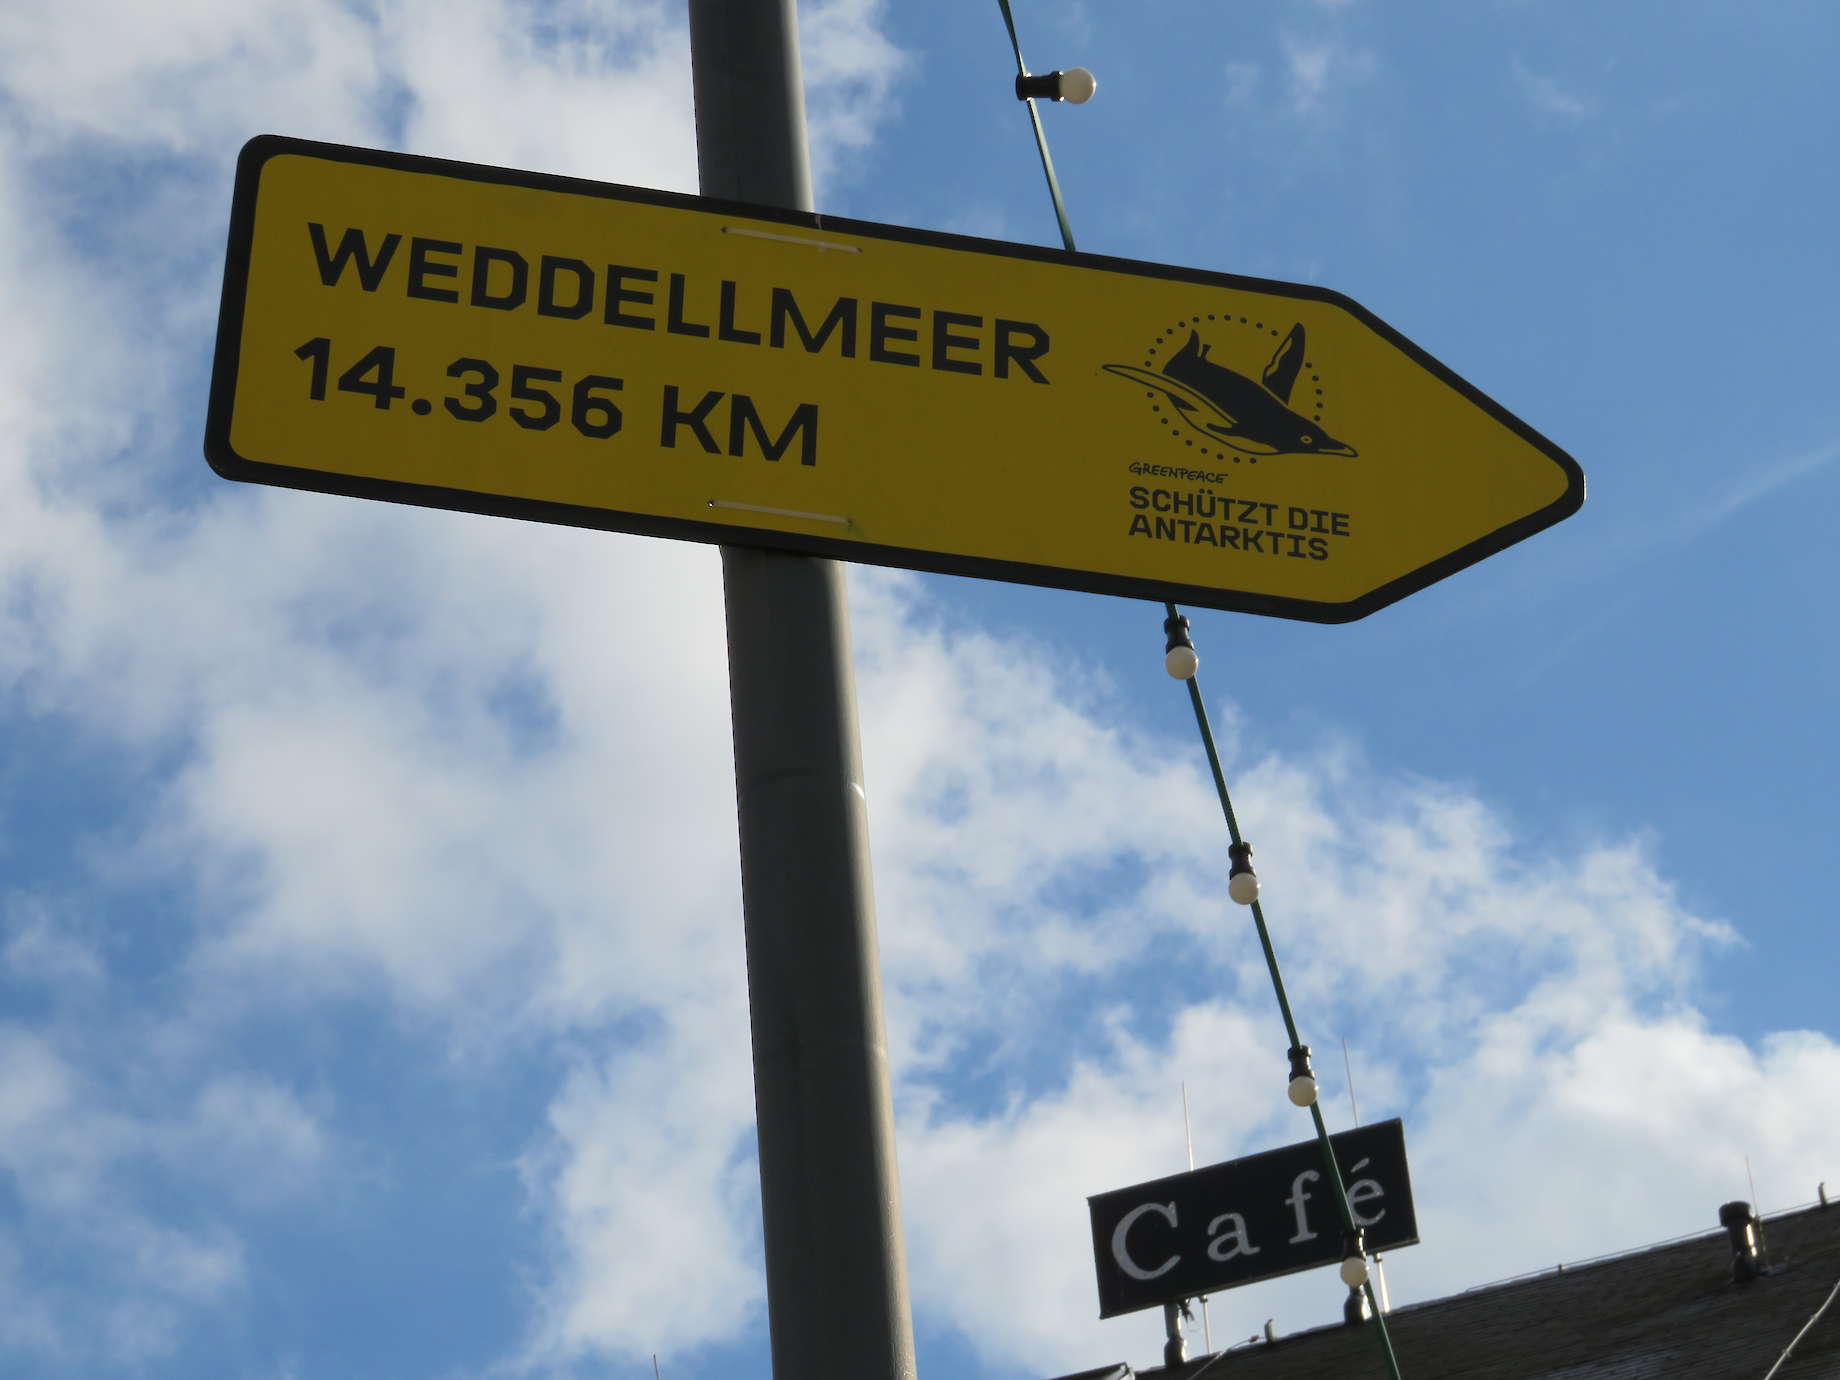 WEDDELLMEER
14.356 KM
GREENPEACE
SCHÜTZT DIE
ANTARKTIS
Café